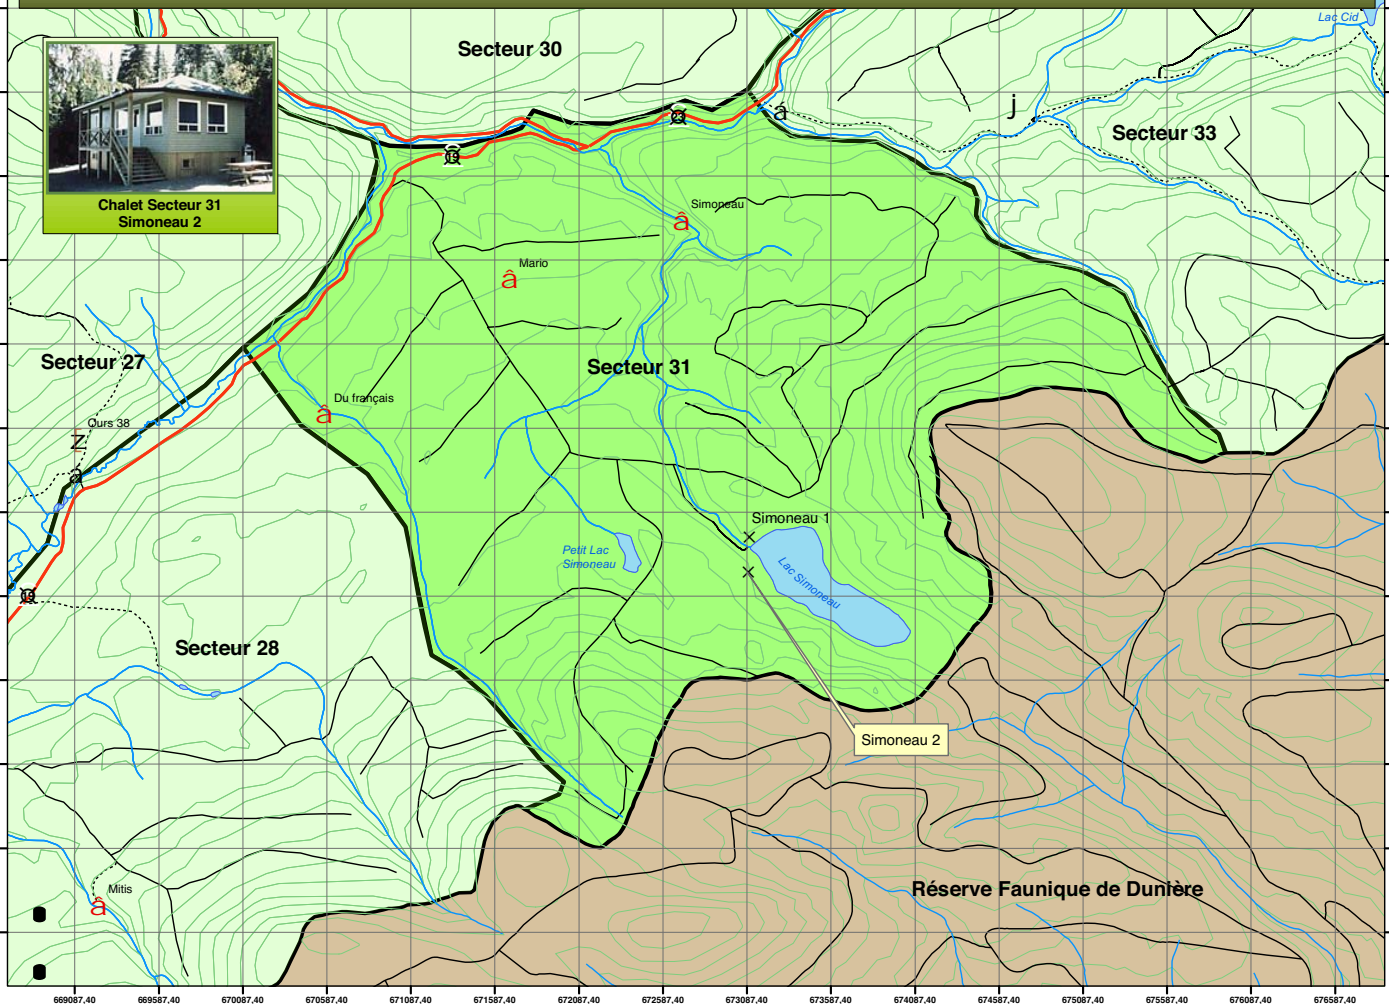 Lac Cid
Secteur 30
Secteur 33
Chalet Secteur 31
Simoneau 2
Simoneau
Mario
Secteur 27
Secteur 31
Du français
Ours 38
Simoneau 1
Petit Lac
Simoneau
Lac Simoneau
Secteur 28
Simoneau 2
Mitis
Réserve Faunique de Dunière
669087,40 669587,40 670087,40 670587,40 671087,40 671587,40 672087,40 672587,40 673087,40 673587,40 674087,40 674587,40 675087,40 675587,40 676087,40 676587,40